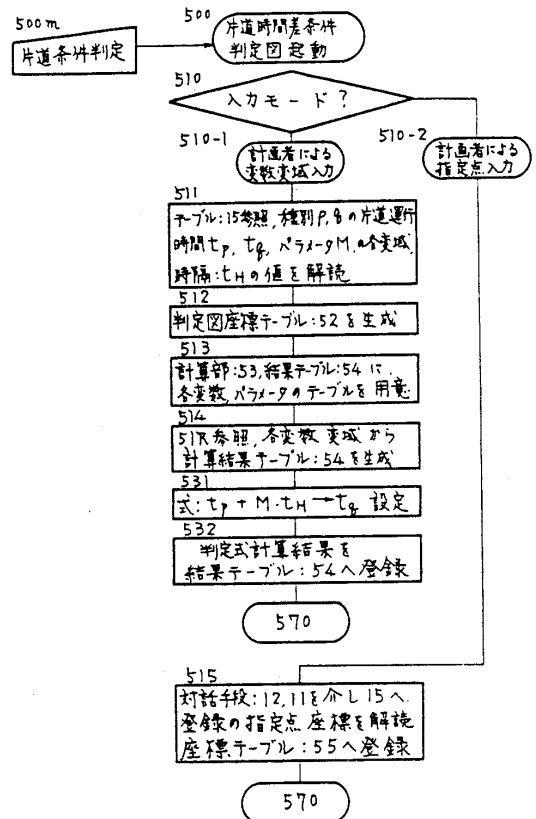 500m
片道条件判定
500
片道時間差条件
判定図起動
510
入力モード?
510-1
計画者による
変数変域入力
510-2
計画者による
指定点入力
511
テーブル:15参照,種別p,qの片道運行
時間tp, tq, パラメータM,の各変域,
時隔:tHの値を解読
512
判定図座標テーブル:52を生成
513
計算部:53,結果テーブル:54に,
各変数,パラメータのテーブルを用意
514
51R参照,各変数変域から
計算結果テーブル:54を生成
531
式:tp + M・tH → tq 設定
532
判定式計算結果を
結果テーブル:54へ登録
570
515
対話手段:12,11を介し15へ
登録の指定点座標を解読
座標テーブル:55へ登録
570